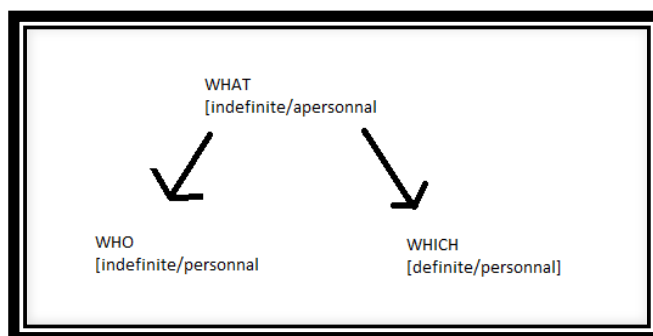 WHAT
[indefinite/apersonnal
WHO
[indefinite/personnal
WHICH
[definite/personnal]